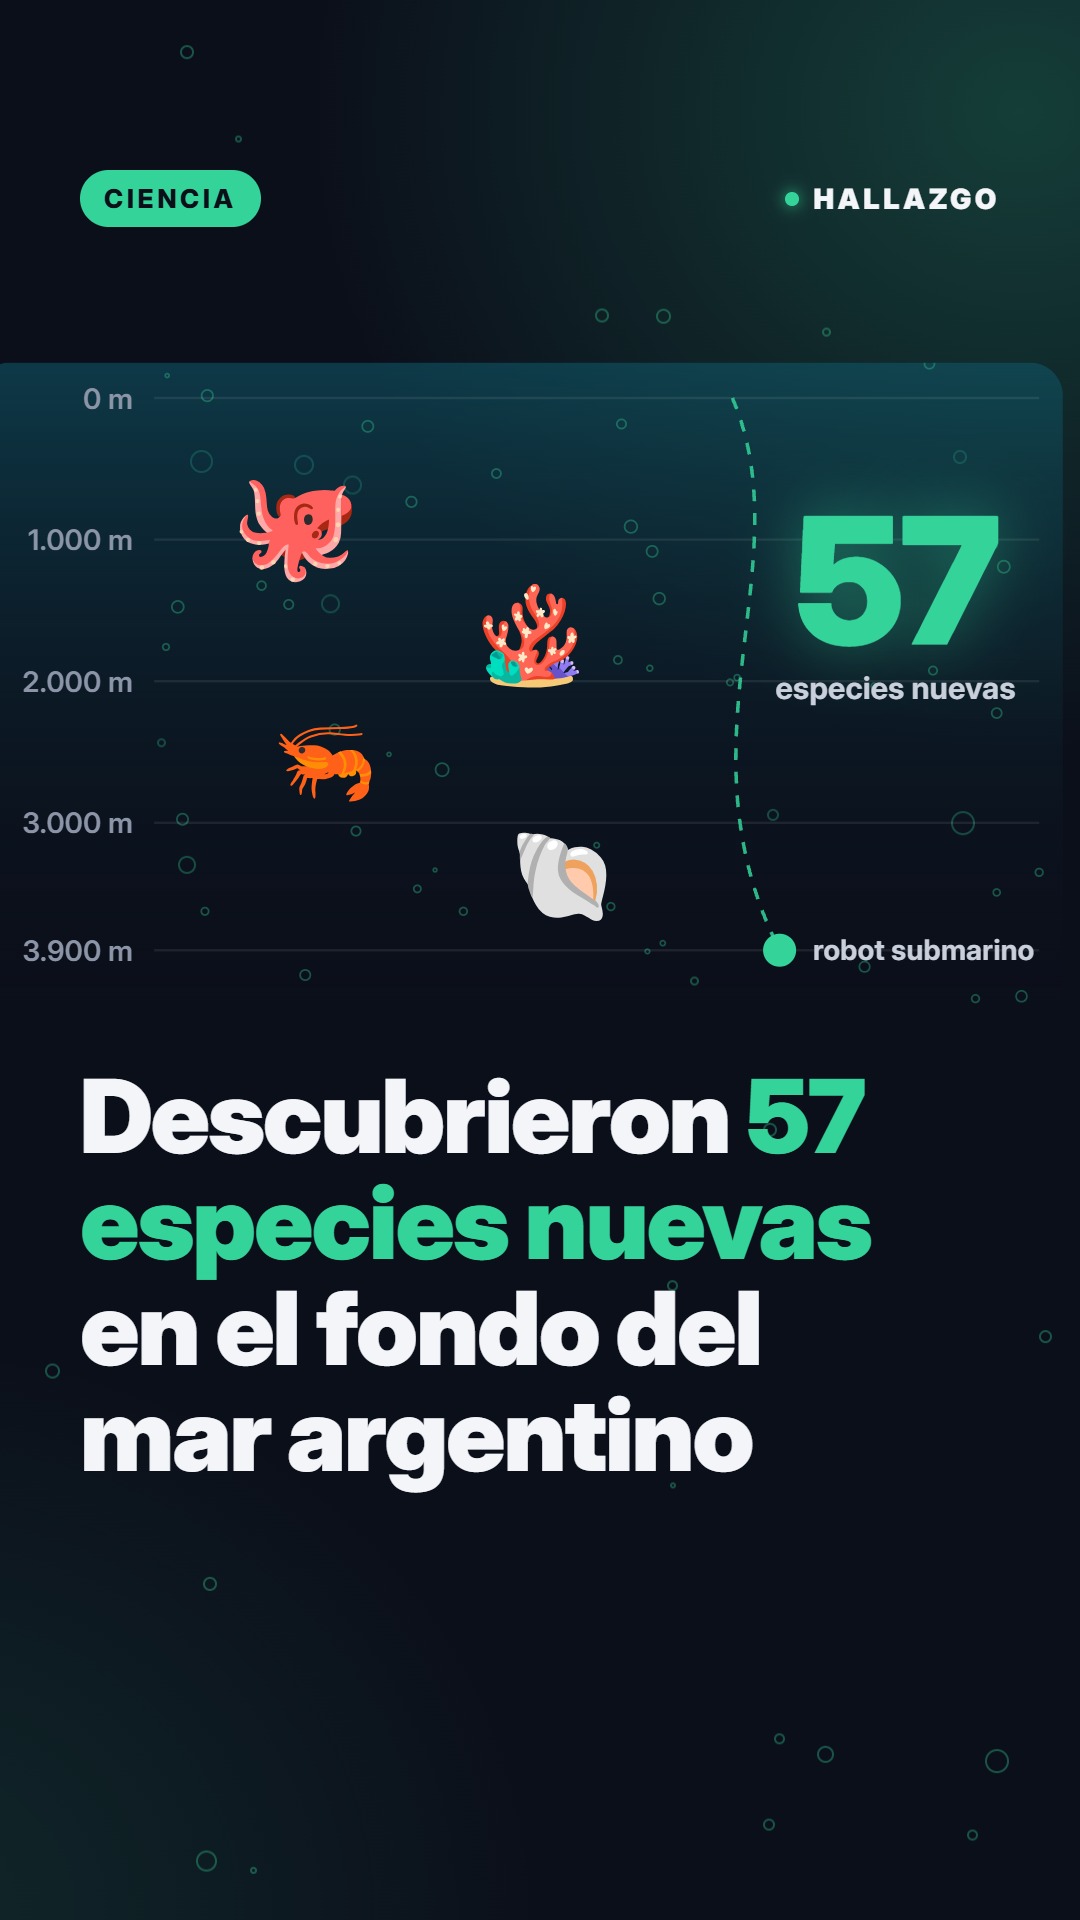 CIENCIA
HALLAZGO
0 m
1.000 m
57
2.000 m
especies nuevas
3.000 m
3.900 m
robot submarino
Descubrieron 57
especies nuevas
en el fondo del
mar argentino